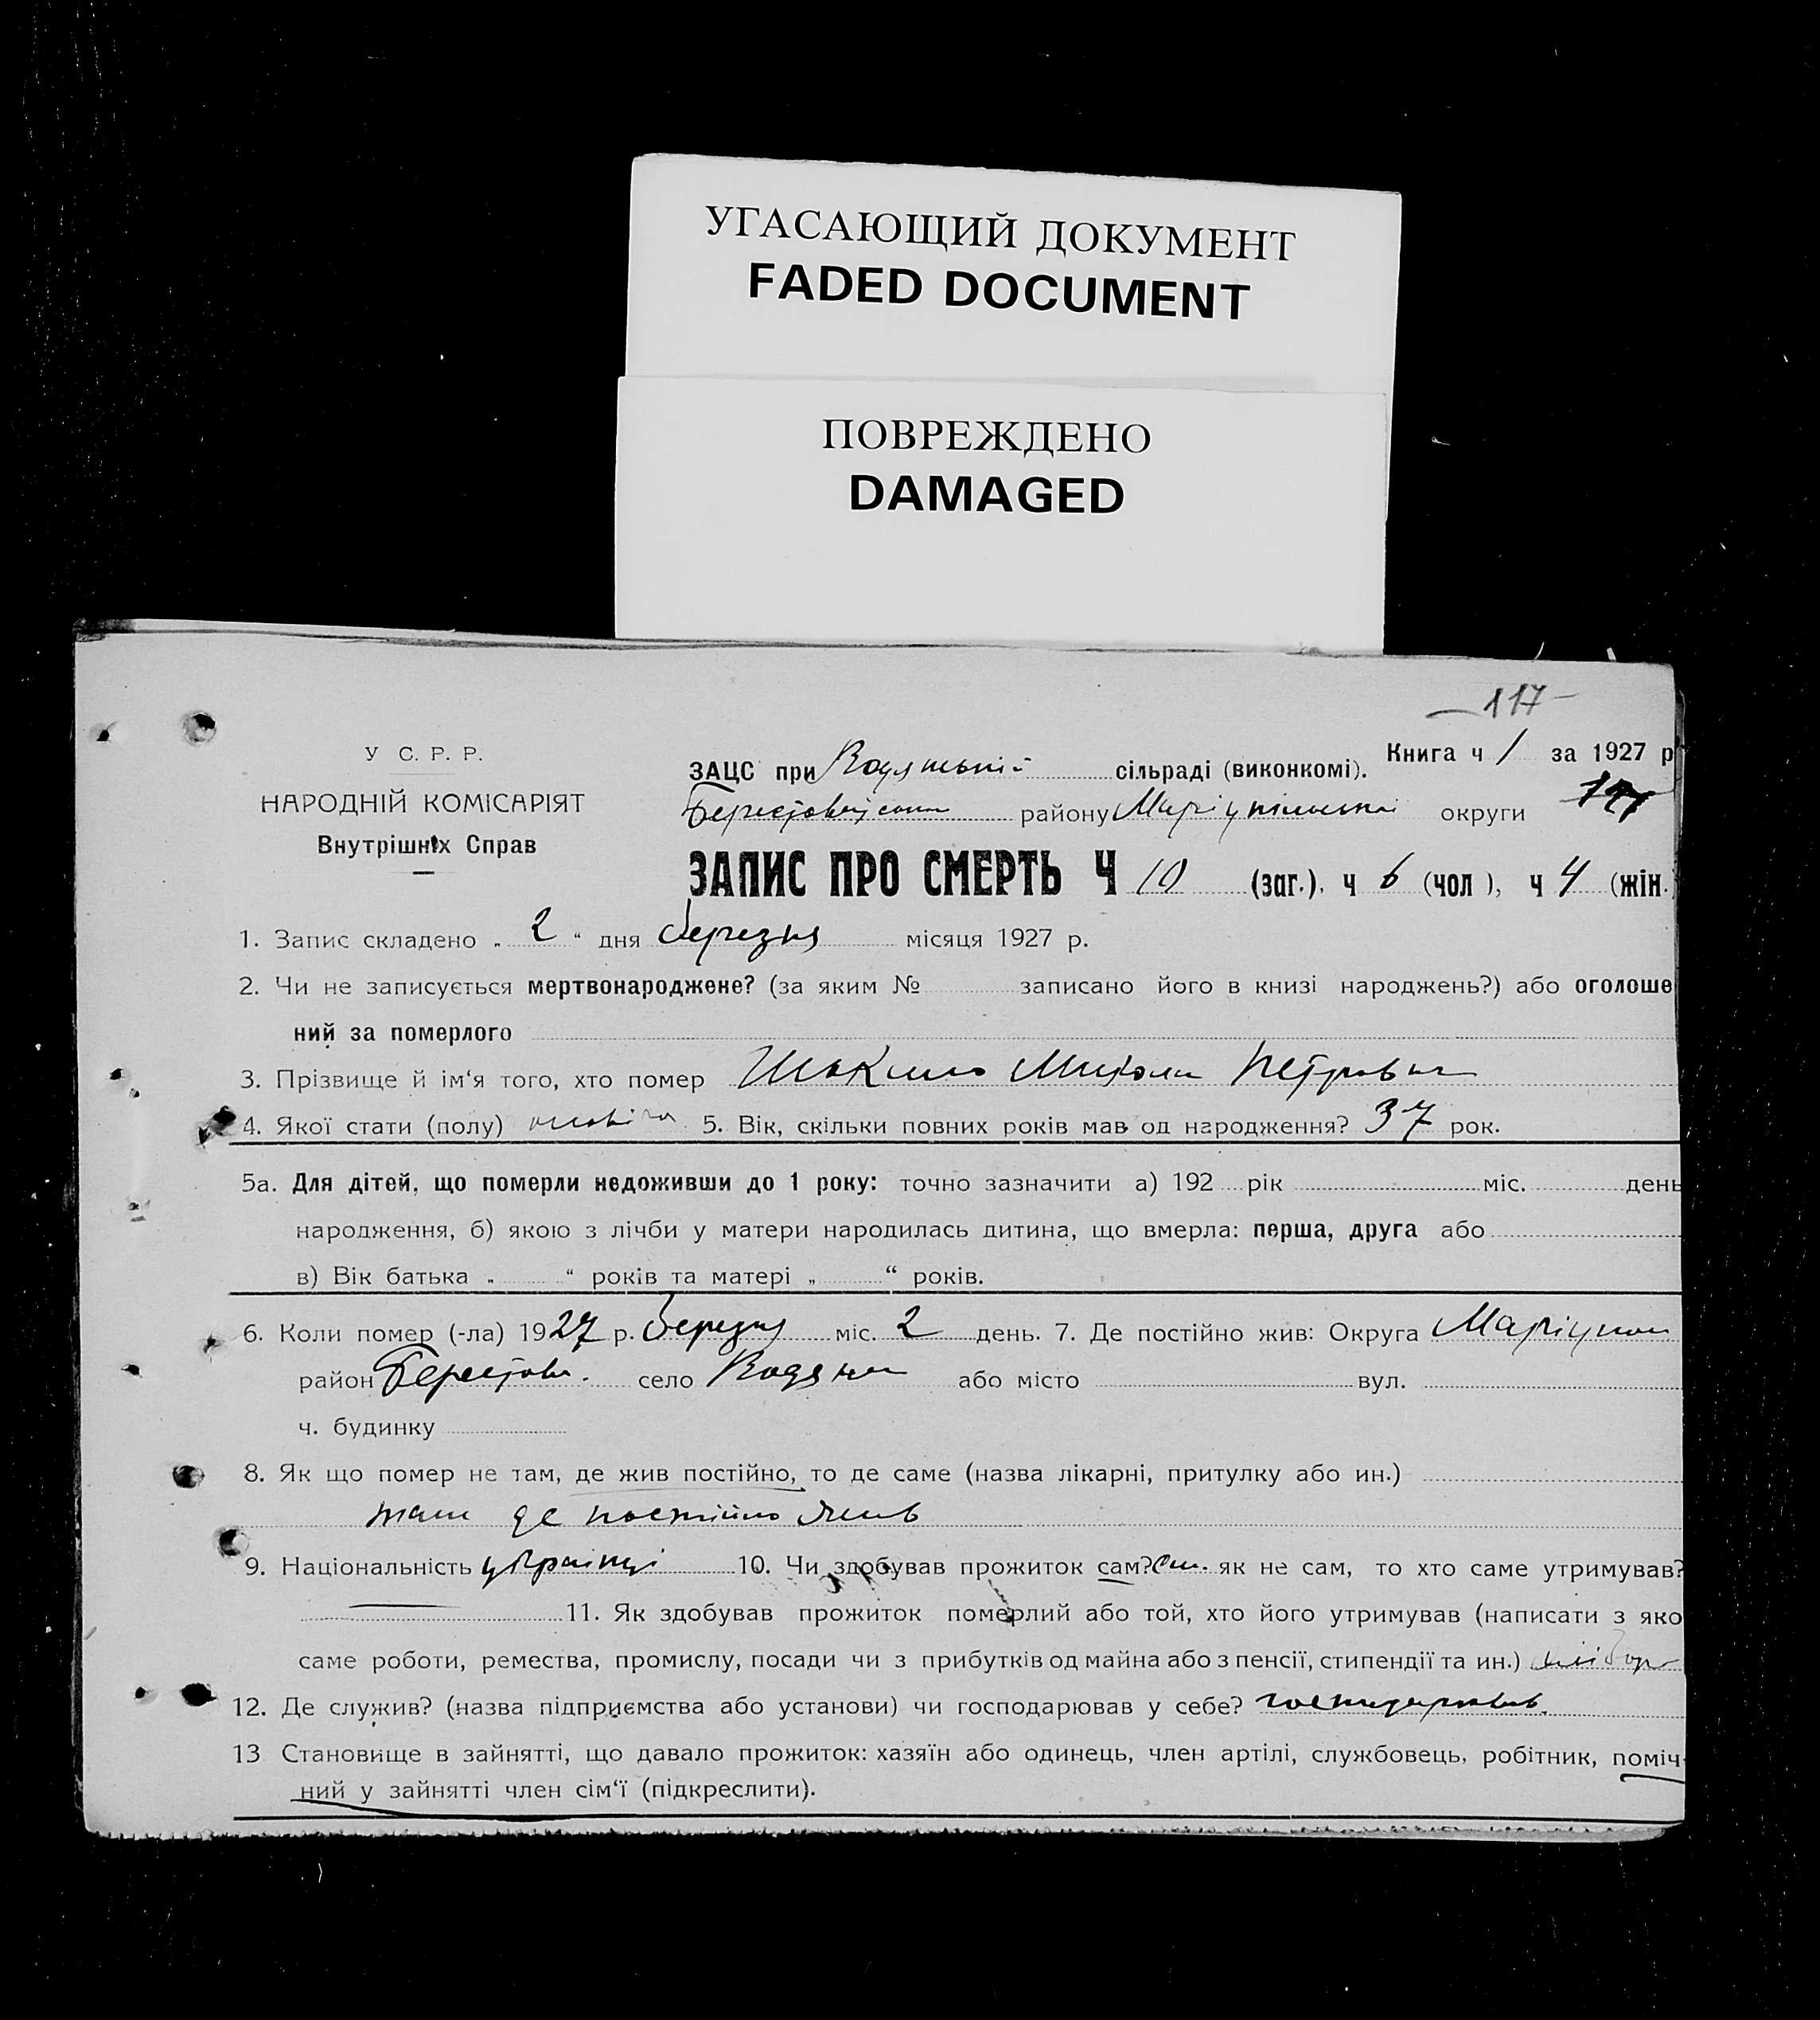 УГАСАЮЩИЙ ДОКУМЕНТ
FADED DOCUMENT
ПОВРЕЖДЕНО
DAMAGED
— 117 —
У С. Р. Р.
НАРОДНІЙ КОМІСАРІЯТ
Внутрішніх Справ
Книга ч 1 за 1927 р
ЗАЦС при Водянській сільраді (виконкомі).
району Маріупільської округи
ЗАПИС ПРО СМЕРТЬ Ч 10 (заг.), ч 6 (чол ), ч 4 (жін.)
1. Запис складено „ 2 “ дня березня місяця 1927 р.
2. Чи не записується мертвонароджене? (за яким № записано його в книзі народжень?) або оголоше
ний за померлого
3. Прізвище й ім‘я того, хто помер Микола Петрович
4. Якої стати (полу) 5. Вік, скільки повних років мав од народження? 37 рок.
5а. Для дітей, що померли недоживши до 1 року: точно зазначити а) 192 рік міс. день
народження, б) якою з лічби у матери народилась дитина, що вмерла: перша, друга або
в) Вік батька „ “ років та матері „ “ років.
6. Коли помер (-ла) 1927 р. березня міс. 2 день. 7. Де постійно жив: Округа Маріупол
район Берестов. село Водяна або місто вул.
ч. будинку
8. Як що помер не там, де жив постійно, то де саме (назва лікарні, притулку або ин.)
там де постійно жив
9. Національність українці 10. Чи здобував прожиток сам? сам. як не сам, то хто саме утримував?
11. Як здобував прожиток померлий або той, хто його утримував (написати з яко
саме роботи, ремества, промислу, посади чи з прибутків од майна або з пенсії, стипендії та ин.) хлібор
12. Де служив? (назва підприємства або установи) чи господарював у себе? господарював.
13 Становище в зайнятті, що давало прожиток: хазяїн або одинець, член артілі, службовець, робітник, поміч-
ний у зайнятті член сім‘ї (підкреслити).